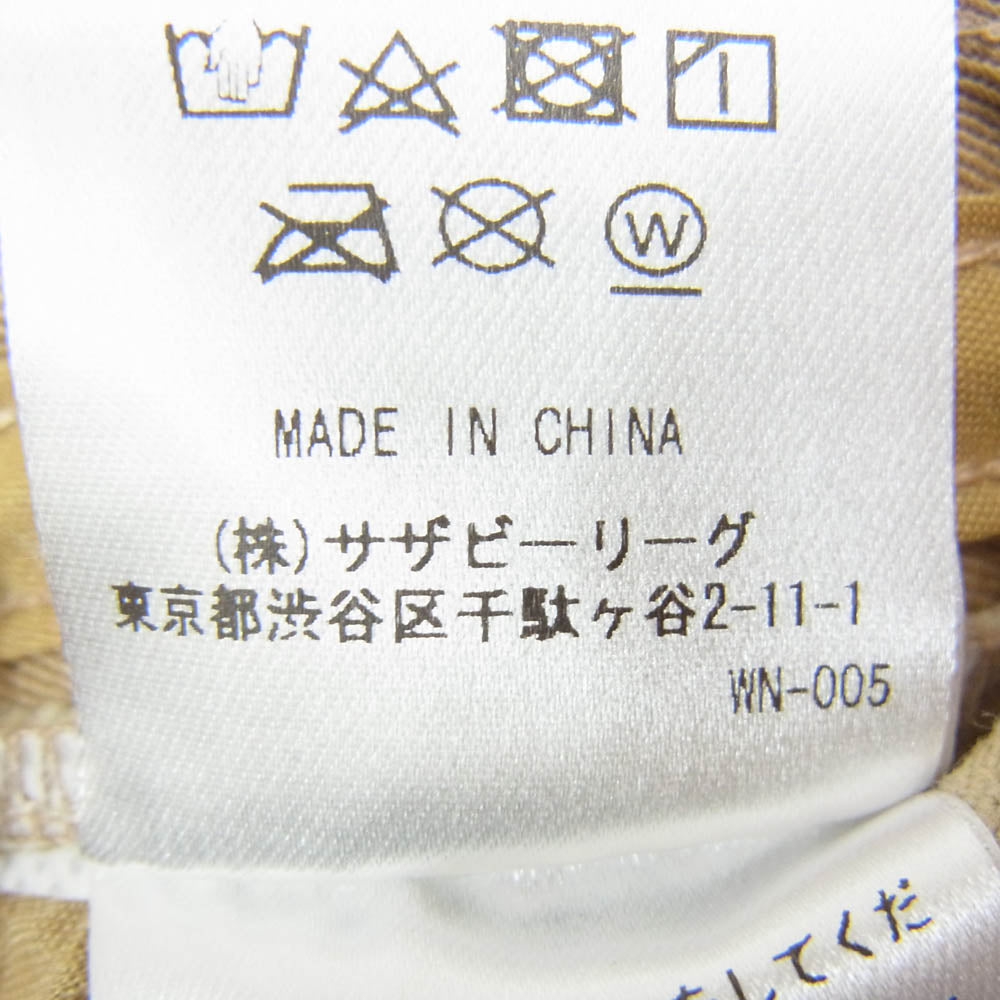 W
MADE IN CHINA
(株)サザビーリーグ
東京都渋谷区千駄ヶ谷2-11-1
WN-005
してくだ